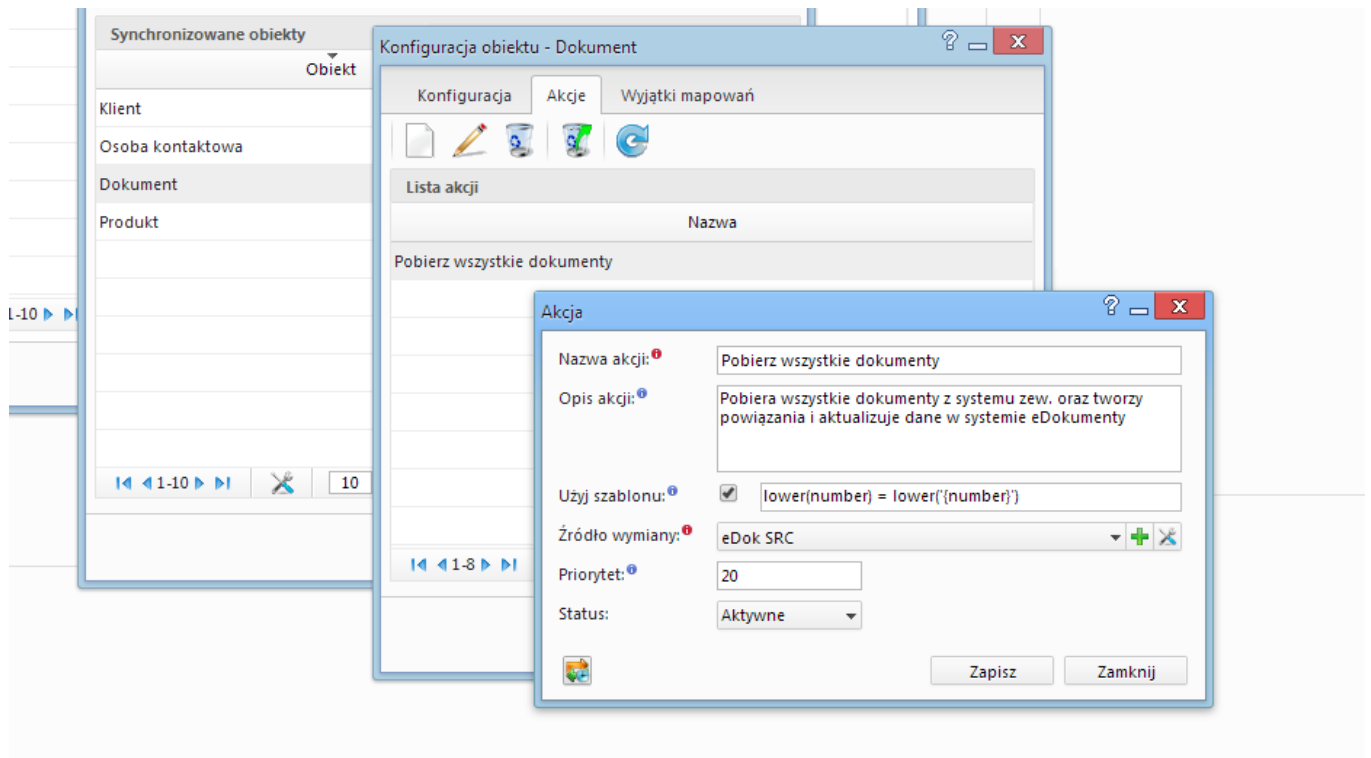 Synchronizowane obiekty
Obiekt
Klient
Osoba kontaktowa
Dokument
Produkt
1-10
1-10
10
Konfiguracja obiektu - Dokument
Konfiguracja Akcje Wyjątki mapowań
Lista akcji
Nazwa
Pobierz wszystkie dokumenty
1-8
Akcja
Nazwa akcji:
Pobierz wszystkie dokumenty
Opis akcji:
Pobiera wszystkie dokumenty z systemu zew. oraz tworzy
powiązania i aktualizuje dane w systemie eDokumenty
Użyj szablonu:
lower(number) = lower('{number}')
Źródło wymiany:
eDok SRC
Priorytet:
20
Status:
Aktywne
Zapisz Zamknij